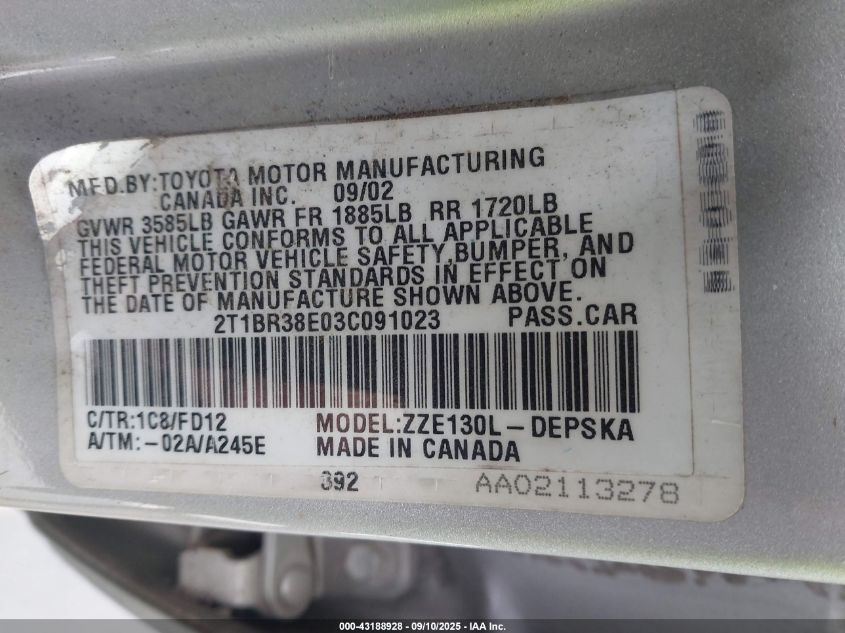 MFD.BY:TOYOTA MOTOR MANUFACTURING
CANADA INC. 09/02
GVWR 3585LB GAWR FR 1885LB RR 1720LB
THIS VEHICLE CONFORMS TO ALL APPLICABLE
FEDERAL MOTOR VEHICLE SAFETY,BUMPER, AND
THEFT PREVENTION STANDARDS IN EFFECT ON
THE DATE OF MANUFACTURE SHOWN ABOVE.
2T1BR38E03C091023 PASS.CAR
C/TR:1C8/FD12 MODEL:ZZE130L-DEPSKA
A/TM:-02A/A245E MADE IN CANADA
392 AA02113278
000-43188928 - 09/10/2025 - IAA Inc.